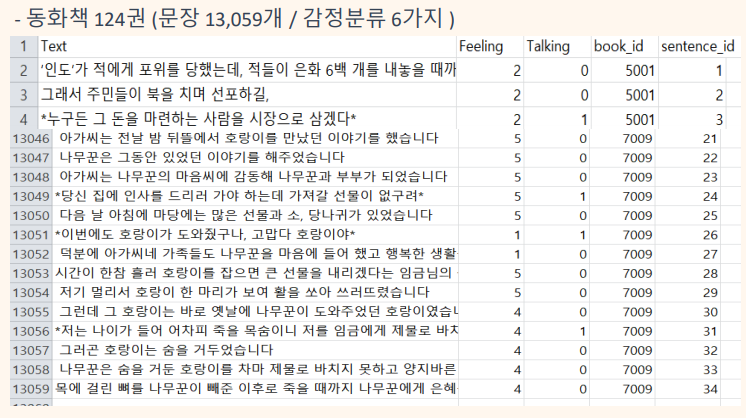 - 동화책 124권 (문장 13,059개 / 감정분류 6가지 )
1 Text Feeling Talking book_id sentence_id
2 '인도'가 적에게 포위를 당했는데, 적들이 은화 6백 개를 내놓을 때까 2 0 5001 1
3 그래서 주민들이 북을 치며 선포하길, 2 0 5001 2
4 *누구든 그 돈을 마련하는 사람을 시장으로 삼겠다* 2 1 5001 3
13046 아가씨는 전날 밤 뒤뜰에서 호랑이를 만났던 이야기를 했습니다 5 0 7009 21
13047 나무꾼은 그동안 있었던 이야기를 해주었습니다 5 0 7009 22
13048 아가씨는 나무꾼의 마음씨에 감동해 나무꾼과 부부가 되었습니다 5 0 7009 23
13049 *당신 집에 인사를 드리러 가야 하는데 가져갈 선물이 없구려* 5 1 7009 24
13050 다음 날 아침에 마당에는 많은 선물과 소, 당나귀가 있었습니다 5 0 7009 25
13051 *이번에도 호랑이가 도와줬구나, 고맙다 호랑이야* 1 1 7009 26
13052 덕분에 아가씨네 가족들도 나무꾼을 마음에 들어 했고 행복한 생활 1 0 7009 27
13053 시간이 한참 흘러 호랑이를 잡으면 큰 선물을 내리겠다는 임금님의 5 0 7009 28
13054 저기 멀리서 호랑이 한 마리가 보여 활을 쏘아 쓰러뜨렸습니다 5 0 7009 29
13055 그런데 그 호랑이는 바로 옛날에 나무꾼이 도와주었던 호랑이였습니 4 0 7009 30
13056 *저는 나이가 들어 어차피 죽을 목숨이니 저를 임금에게 제물로 바치 4 1 7009 31
13057 그러곤 호랑이는 숨을 거두었습니다 4 0 7009 32
13058 나무꾼은 숨을 거둔 호랑이를 차마 제물로 바치지 못하고 양지바른 4 0 7009 33
13059 목에 걸린 뼈를 나무꾼이 빼준 이후로 죽을 때까지 나무꾼에게 은혜 4 0 7009 34